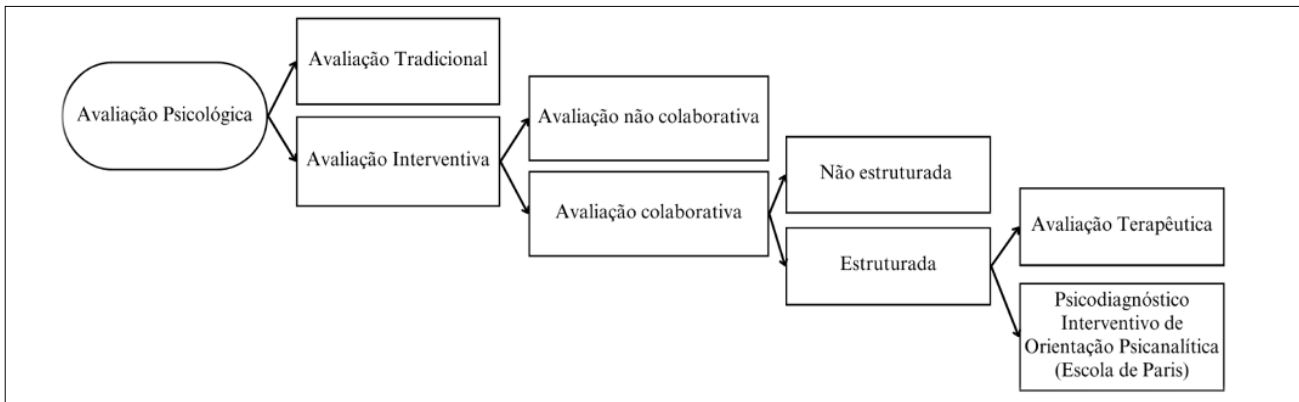 Avaliação Psicológica
Avaliação Tradicional
Avaliação Interventiva
Avaliação não colaborativa
Avaliação colaborativa
Não estruturada
Estruturada
Avaliação Terapêutica
Psicodiagnóstico
Interventivo de
Orientação Psicanalítica
(Escola de Paris)